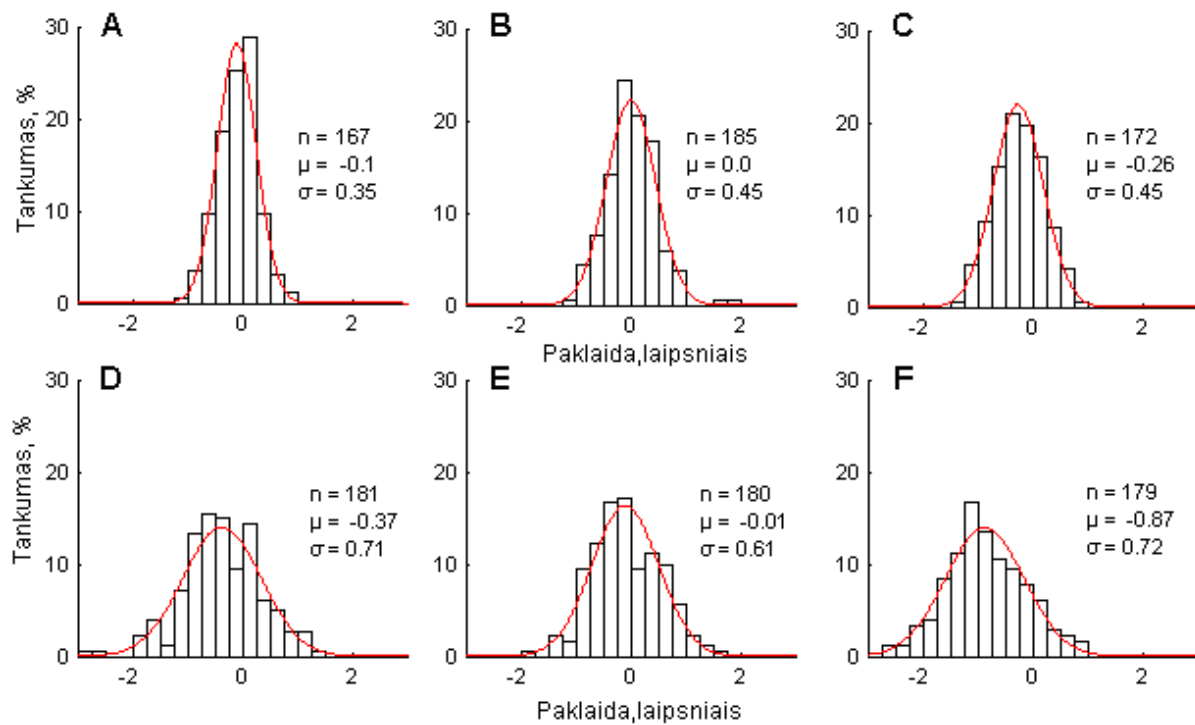 A
B
C
30
20
10
0
Tankumas, %
n = 167
μ = -0.1
σ = 0.35
-2 0 2
30
20
10
0
n = 185
μ = 0.0
σ = 0.45
-2 0 2
30
20
10
0
n = 172
μ = -0.26
σ = 0.45
-2 0 2
Paklaida,laipsniais
D
E
F
30
20
10
0
Tankumas, %
n = 181
μ = -0.37
σ = 0.71
-2 0 2
30
20
10
0
n = 180
μ = -0.01
σ = 0.61
-2 0 2
30
20
10
0
n = 179
μ = -0.87
σ = 0.72
-2 0 2
Paklaida,laipsniais